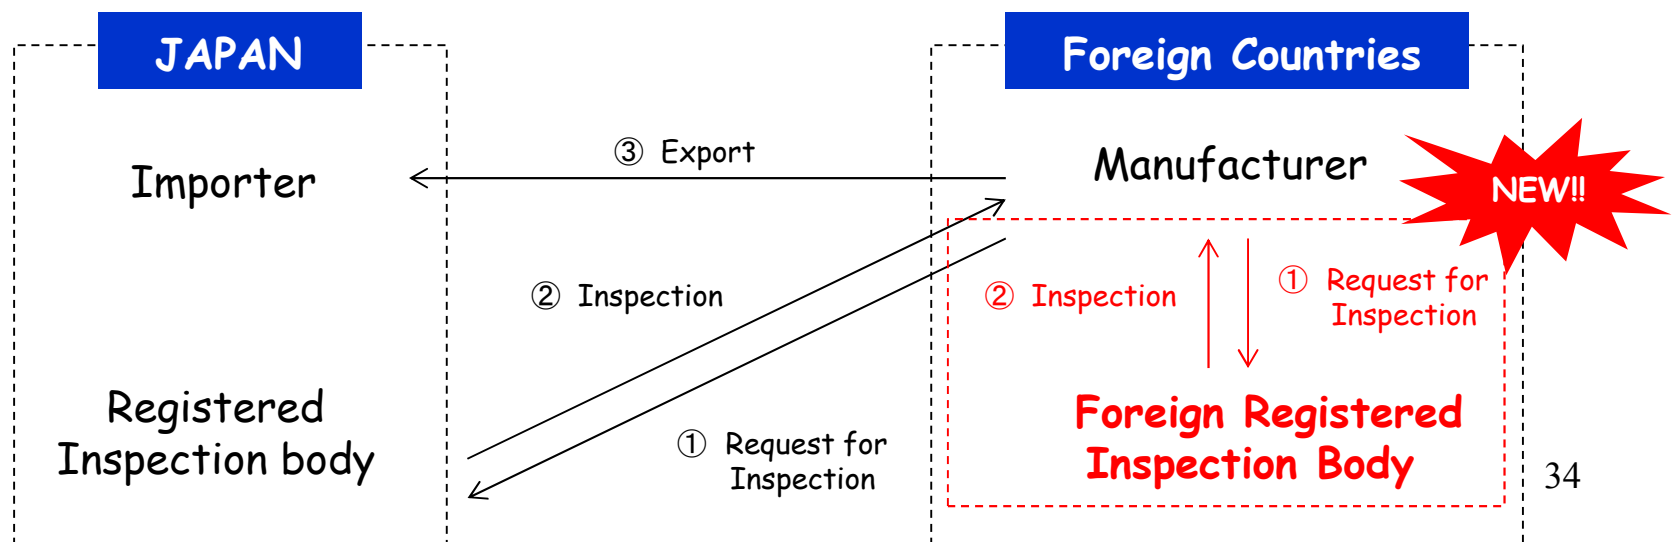 JAPAN
Foreign Countries
③ Export
Importer
Manufacturer
NEW!!
② Inspection
② Inspection
① Request for
Inspection
Registered
Inspection body
① Request for
Inspection
Foreign Registered
Inspection Body
34